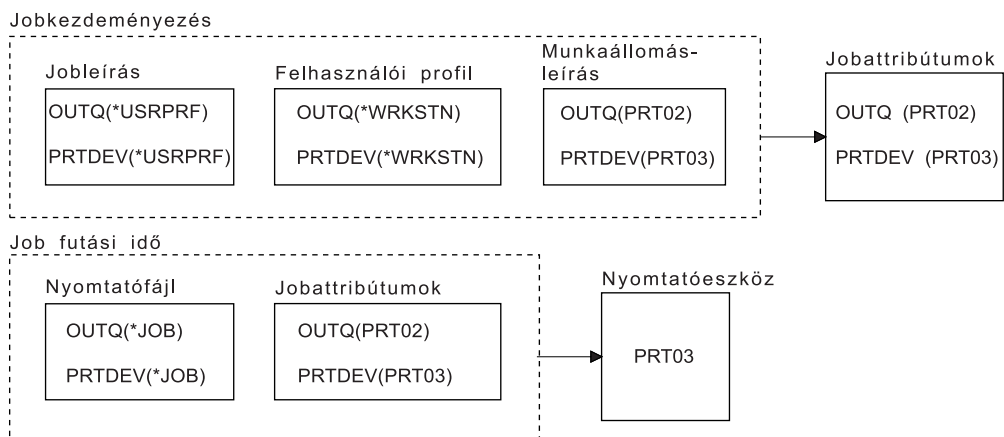 Jobkezdeményezés
Jobleírás
OUTQ(*USRPRF)
PRTDEV(*USRPRF)
Felhasználói profil
OUTQ(*WRKSTN)
PRTDEV(*WRKSTN)
Munkaállomás-
leírás
OUTQ(PRT02)
PRTDEV(PRT03)
Jobattribútumok
OUTQ (PRT02)
PRTDEV (PRT03)
Job futási idő
Nyomtatófájl
OUTQ(*JOB)
PRTDEV(*JOB)
Jobattribútumok
OUTQ(PRT02)
PRTDEV(PRT03)
Nyomtatóeszköz
PRT03